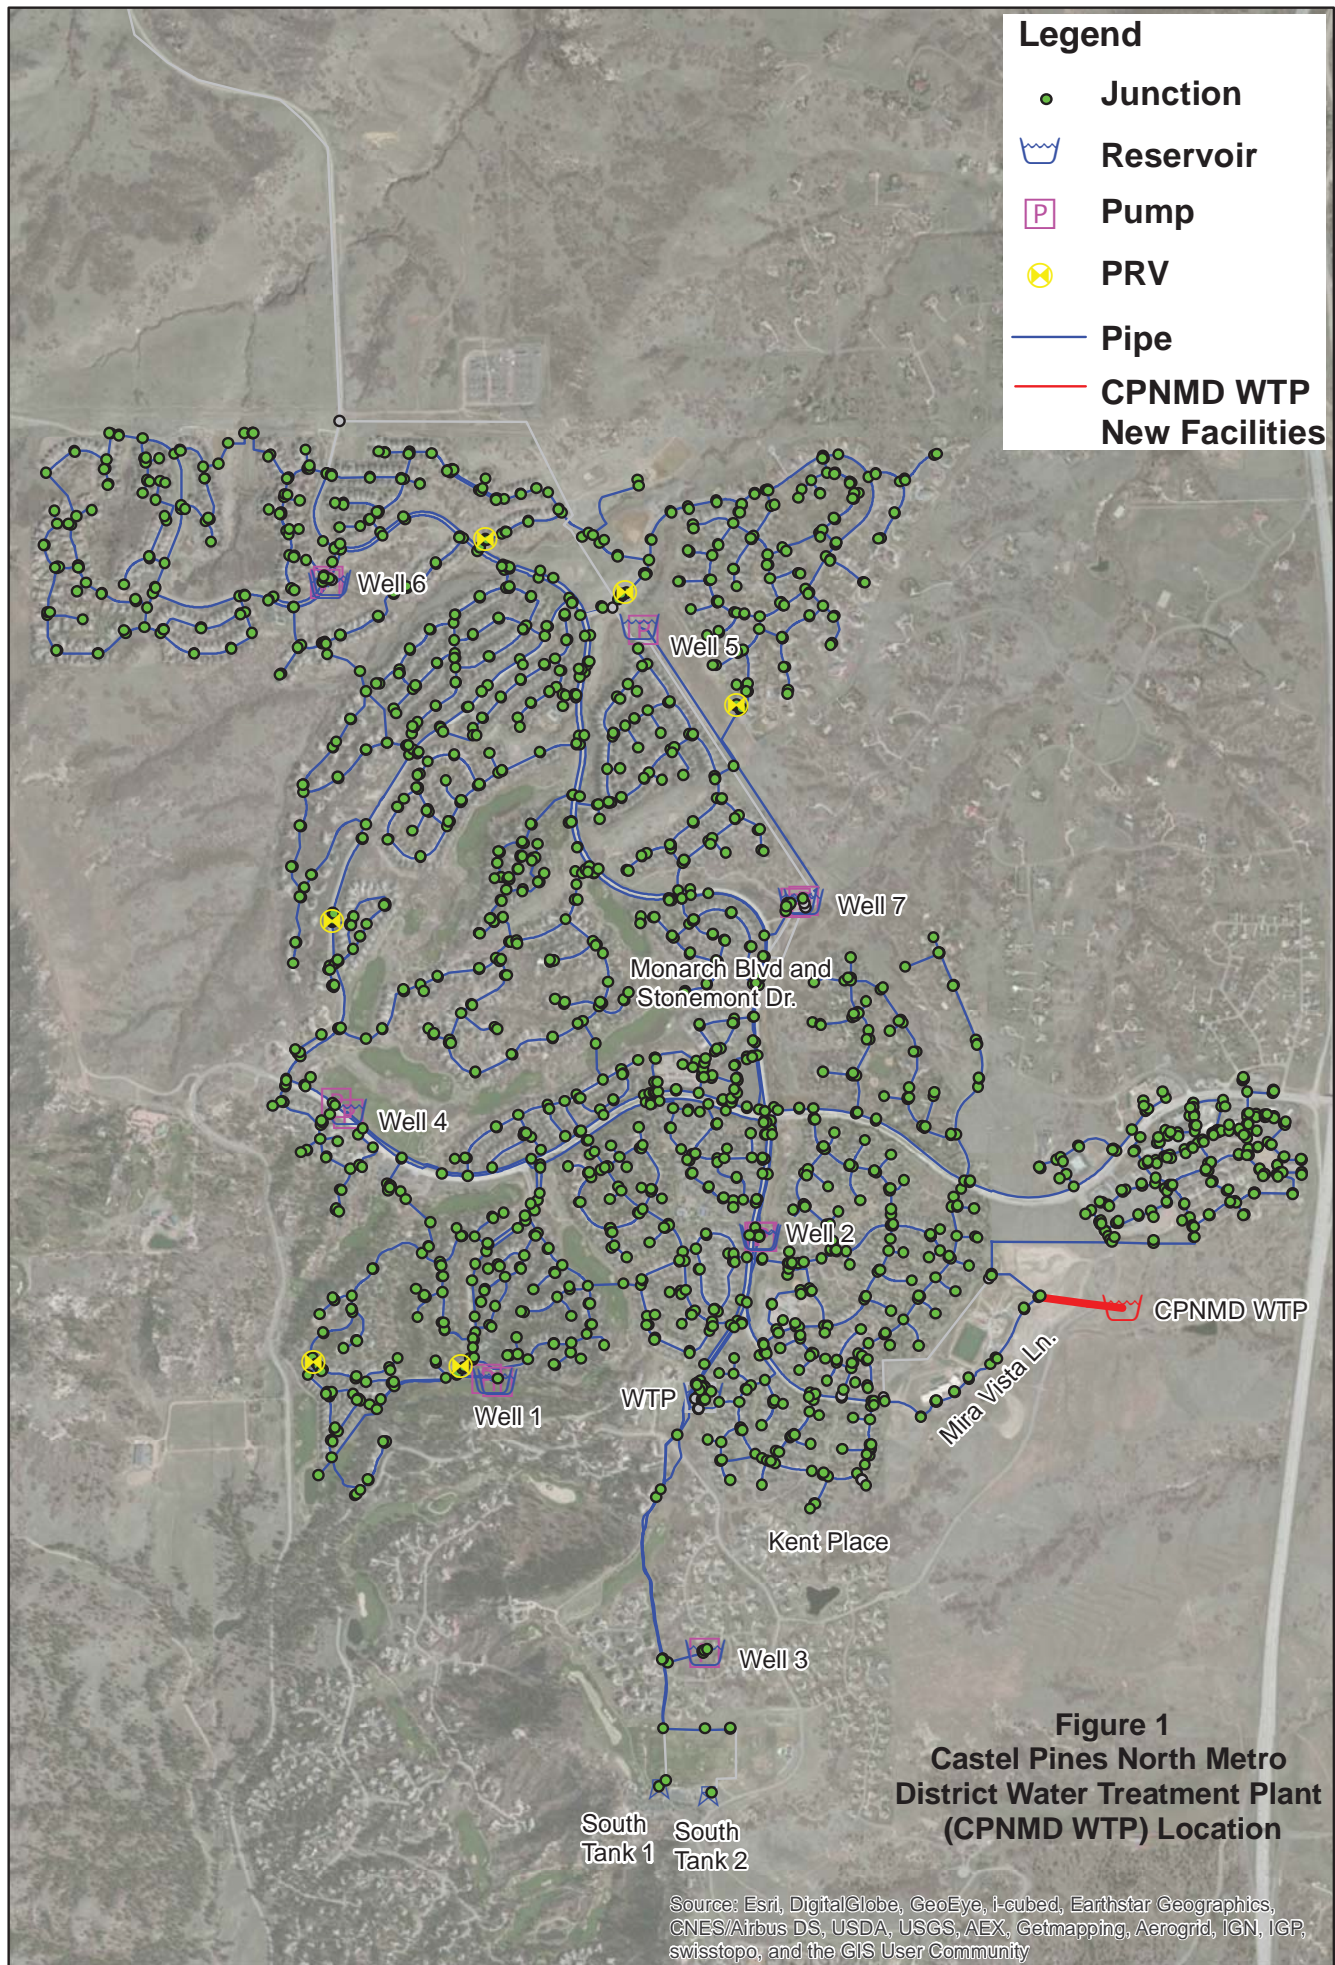 Legend
Junction
Reservoir
P
Pump
PRV
Pipe
CPNMD WTP
New Facilities
Well 6
Well 5
Well 7
Monarch Blvd and
Stonemont Dr.
Well 4
Well 2
CPNMD WTP
Mira Vista Ln.
WTP
Well 1
Kent Place
Well 3
South
Tank 1
South
Tank 2
Figure 1
Castel Pines North Metro
District Water Treatment Plant
(CPNMD WTP) Location
Source: Esri, DigitalGlobe, GeoEye, i-cubed, Earthstar Geographics,
CNES/Airbus DS, USDA, USGS, AEX, Getmapping, Aerogrid, IGN, IGP,
swisstopo, and the GIS User Community